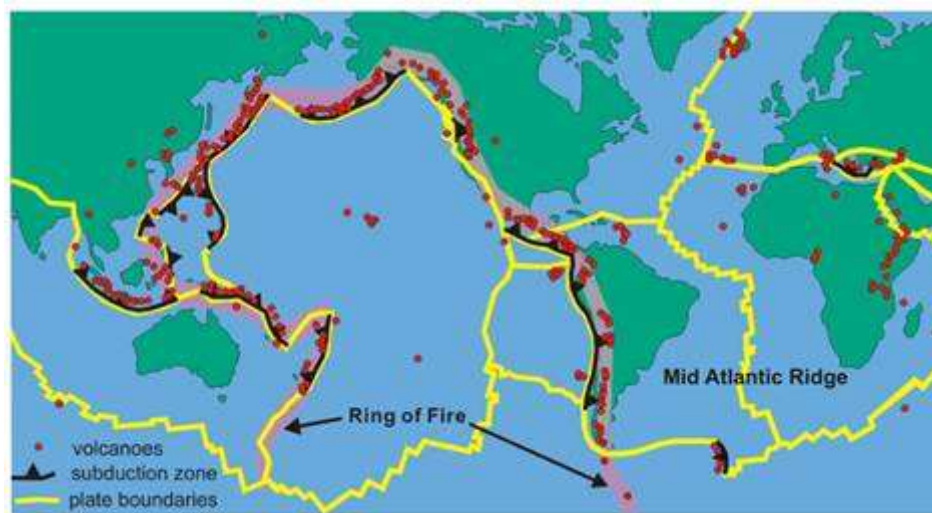 Mid Atlantic Ridge
Ring of Fire
volcanoes
subduction zone
plate boundaries